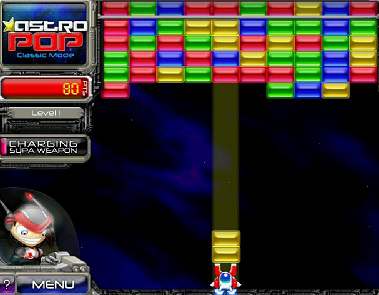 ASTRO
POP
Classic Mode
80
Level 1
CHARGING
SUPA WEAPON
?
MENU